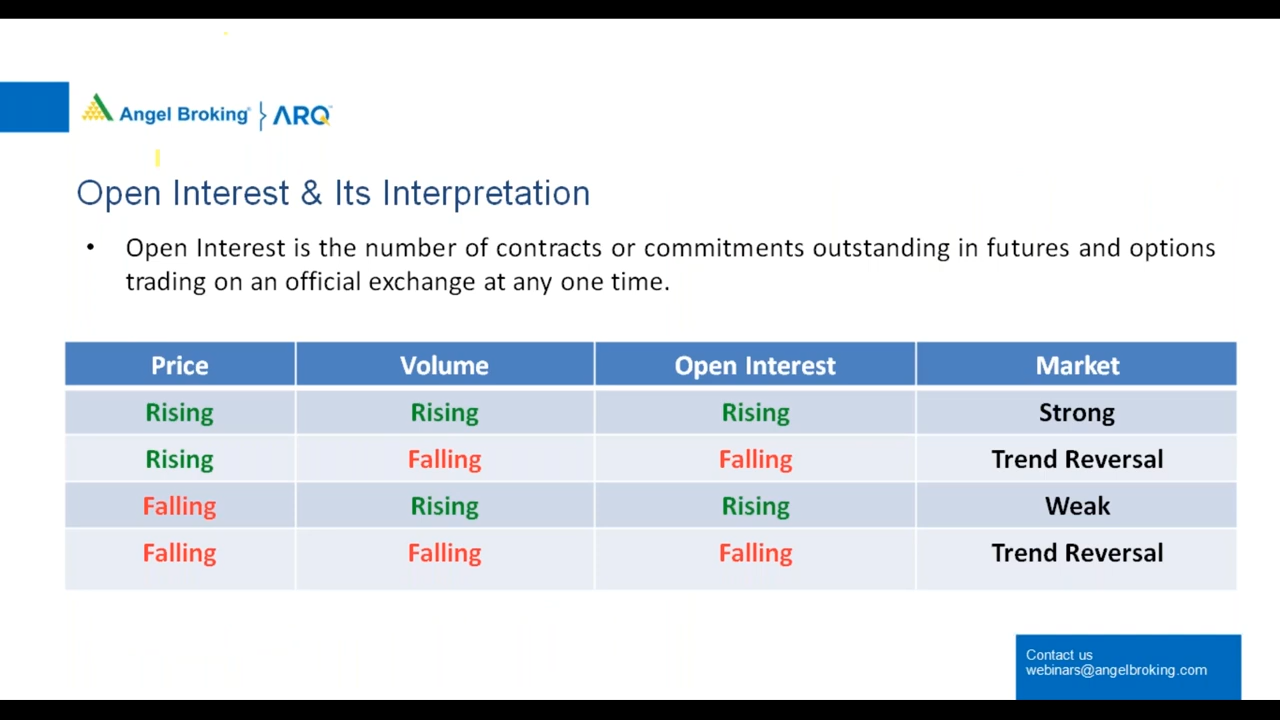 Angel Broking ARQ
Open Interest & Its Interpretation
• Open Interest is the number of contracts or commitments outstanding in futures and options
trading on an official exchange at any one time.
Price Volume Open Interest Market
Rising Rising Rising Strong
Rising Falling Falling Trend Reversal
Falling Rising Rising Weak
Falling Falling Falling Trend Reversal
Contact us
webinars@angelbroking.com